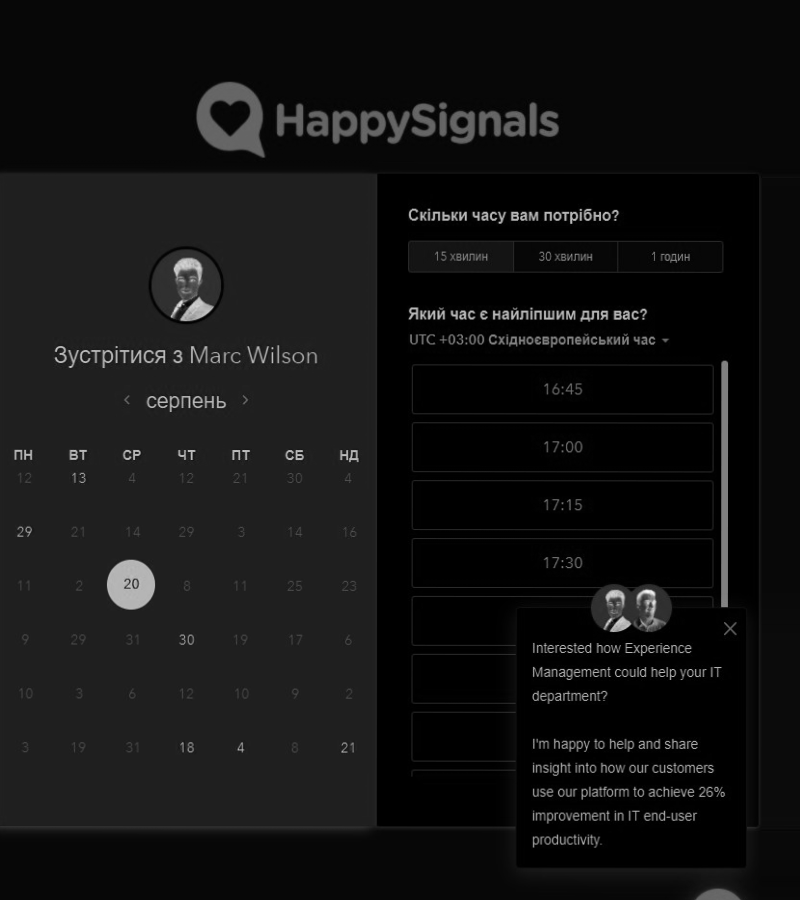 HappySignals
Зустрітися з Marc Wilson
серпень
ПН ВТ СР ЧТ ПТ СБ НД
12 13 4 12 21 30 4
29 21 14 29 3 14 16
11 2 20 8 11 25 23
9 29 31 30 19 17 6
10 3 6 12 10 9 2
3 19 31 18 4 8 21
Скільки часу вам потрібно?
15 хвилин 30 хвилин 1 годин
Який час є найліпшим для вас?
UTC +03:00 Східноєвропейський час
16:45
17:00
17:15
17:30
Interested how Experience
Management could help your IT
department?
I'm happy to help and share
insight into how our customers
use our platform to achieve 26%
improvement in IT end-user
productivity.